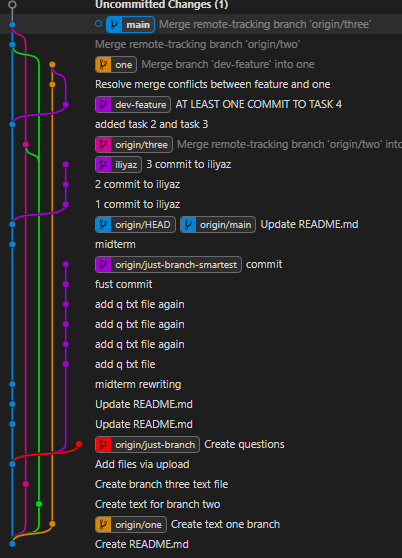 Uncommitted Changes (1)
main Merge remote-tracking branch 'origin/three'
Merge remote-tracking branch 'origin/two'
one Merge branch 'dev-feature' into one
Resolve merge conflicts between feature and one
dev-feature AT LEAST ONE COMMIT TO TASK 4
added task 2 and task 3
origin/three Merge remote-tracking branch 'origin/two' into
iliyaz 3 commit to iliyaz
2 commit to iliyaz
1 commit to iliyaz
origin/HEAD origin/main Update README.md
midterm
origin/just-branch-smartest commit
fust commit
add q txt file again
add q txt file again
add q txt file again
add q txt file
midterm rewriting
Update README.md
Update README.md
origin/just-branch Create questions
Add files via upload
Create branch three text file
Create text for branch two
origin/one Create text one branch
Create README.md